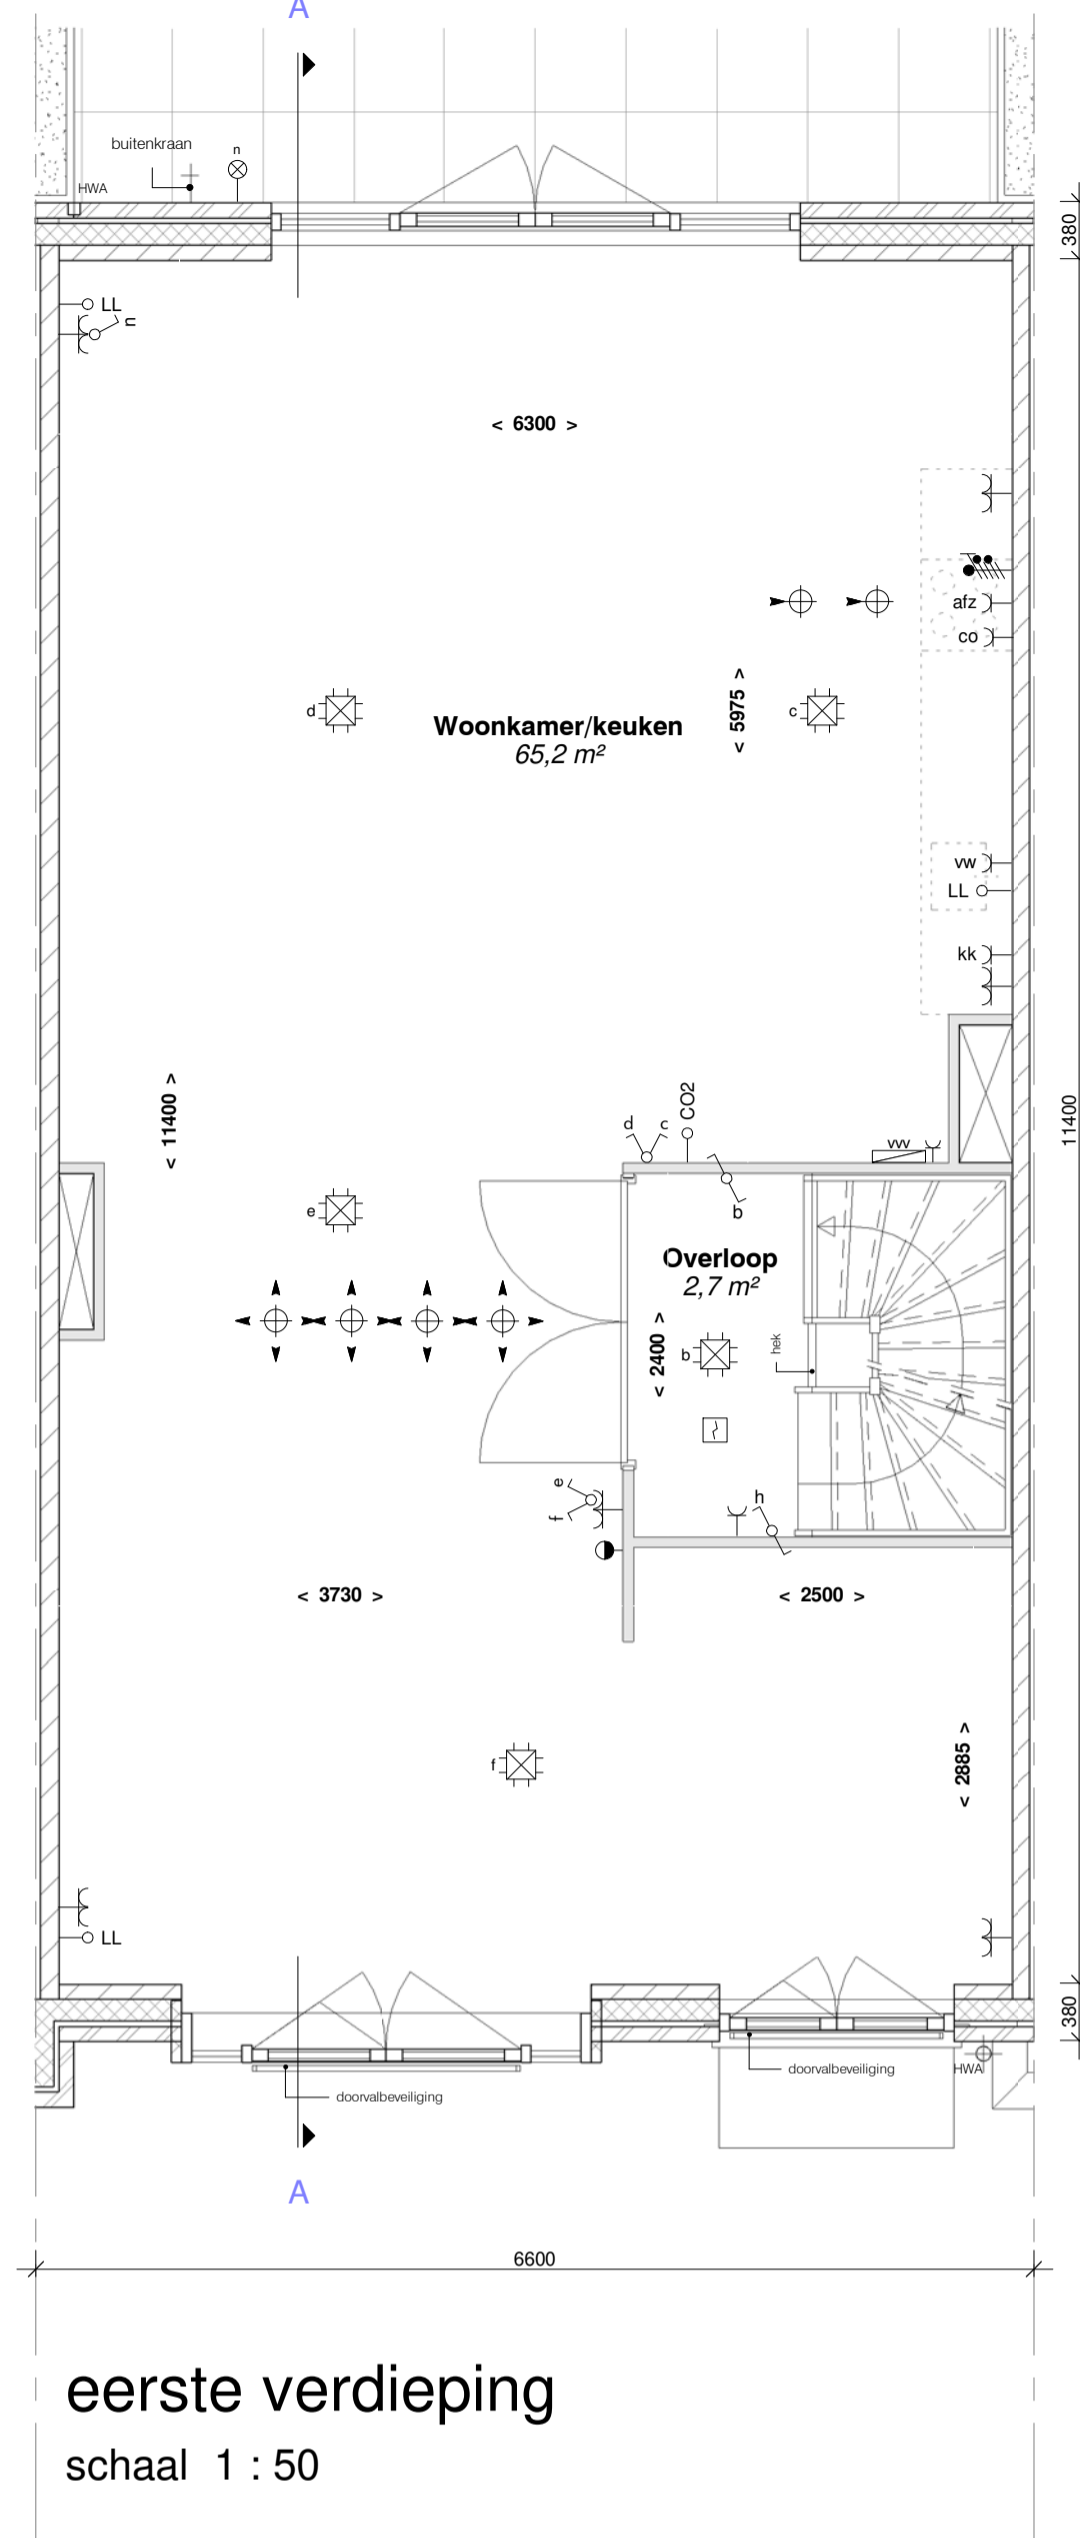 A
buitenkraan
n
HWA
380
LL
n
< 6300 >
afz
co
< 5975 >
d
c
Woonkamer/keuken
65,2 m²
vw
LL
kk
< 11400 >
11400
d
c
CO2
vvv
b
e
Overloop
2,7 m²
< 2400 >
b
hek
e
f
h
< 3730 >
< 2500 >
f
< 2885 >
LL
380
doorvalbeveiliging
HWA
doorvalbeveiliging
A
6600
eerste verdieping
schaal 1 : 50